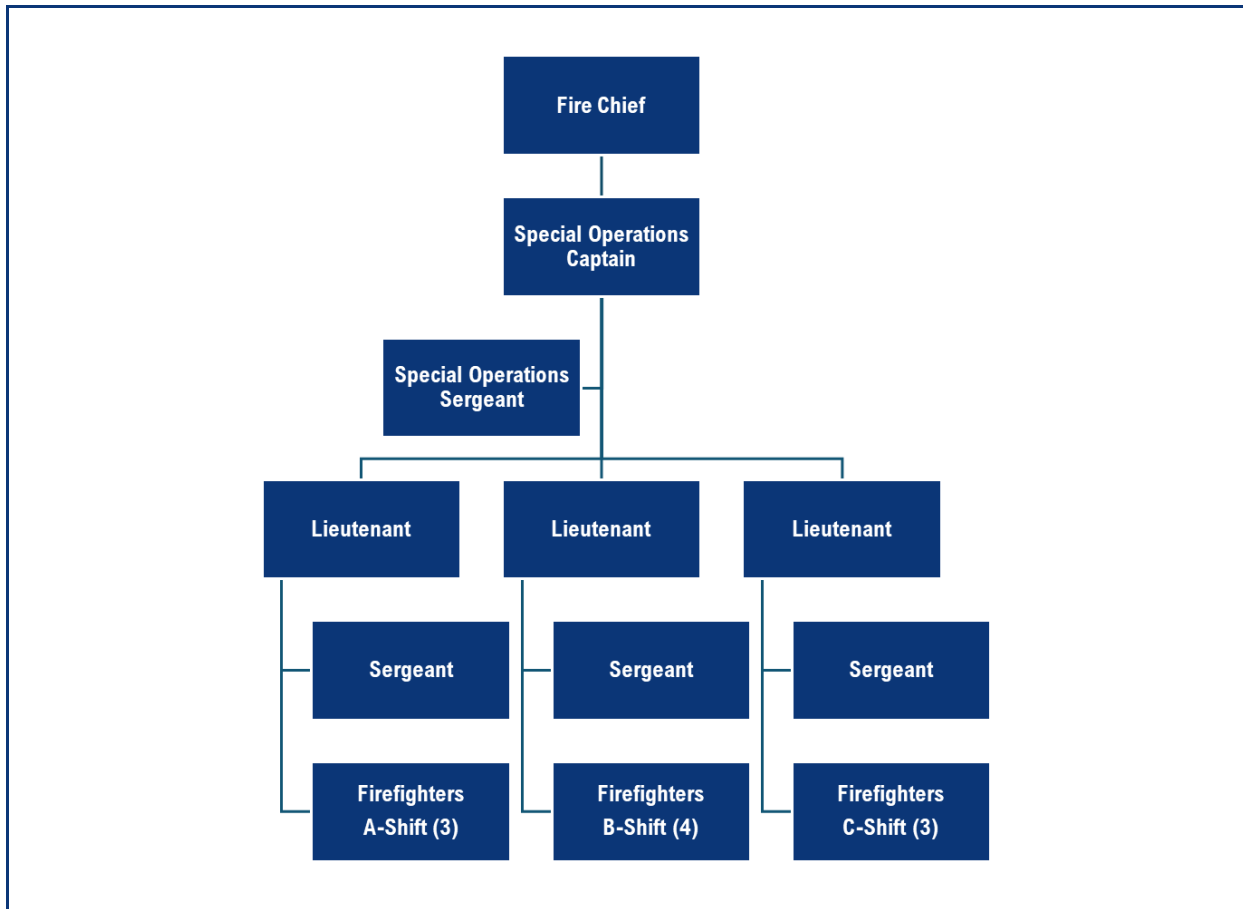 Fire Chief
Special Operations
Captain
Special Operations
Sergeant
Lieutenant
Lieutenant
Lieutenant
Sergeant
Sergeant
Sergeant
Firefighters
A-Shift (3)
Firefighters
B-Shift (4)
Firefighters
C-Shift (3)